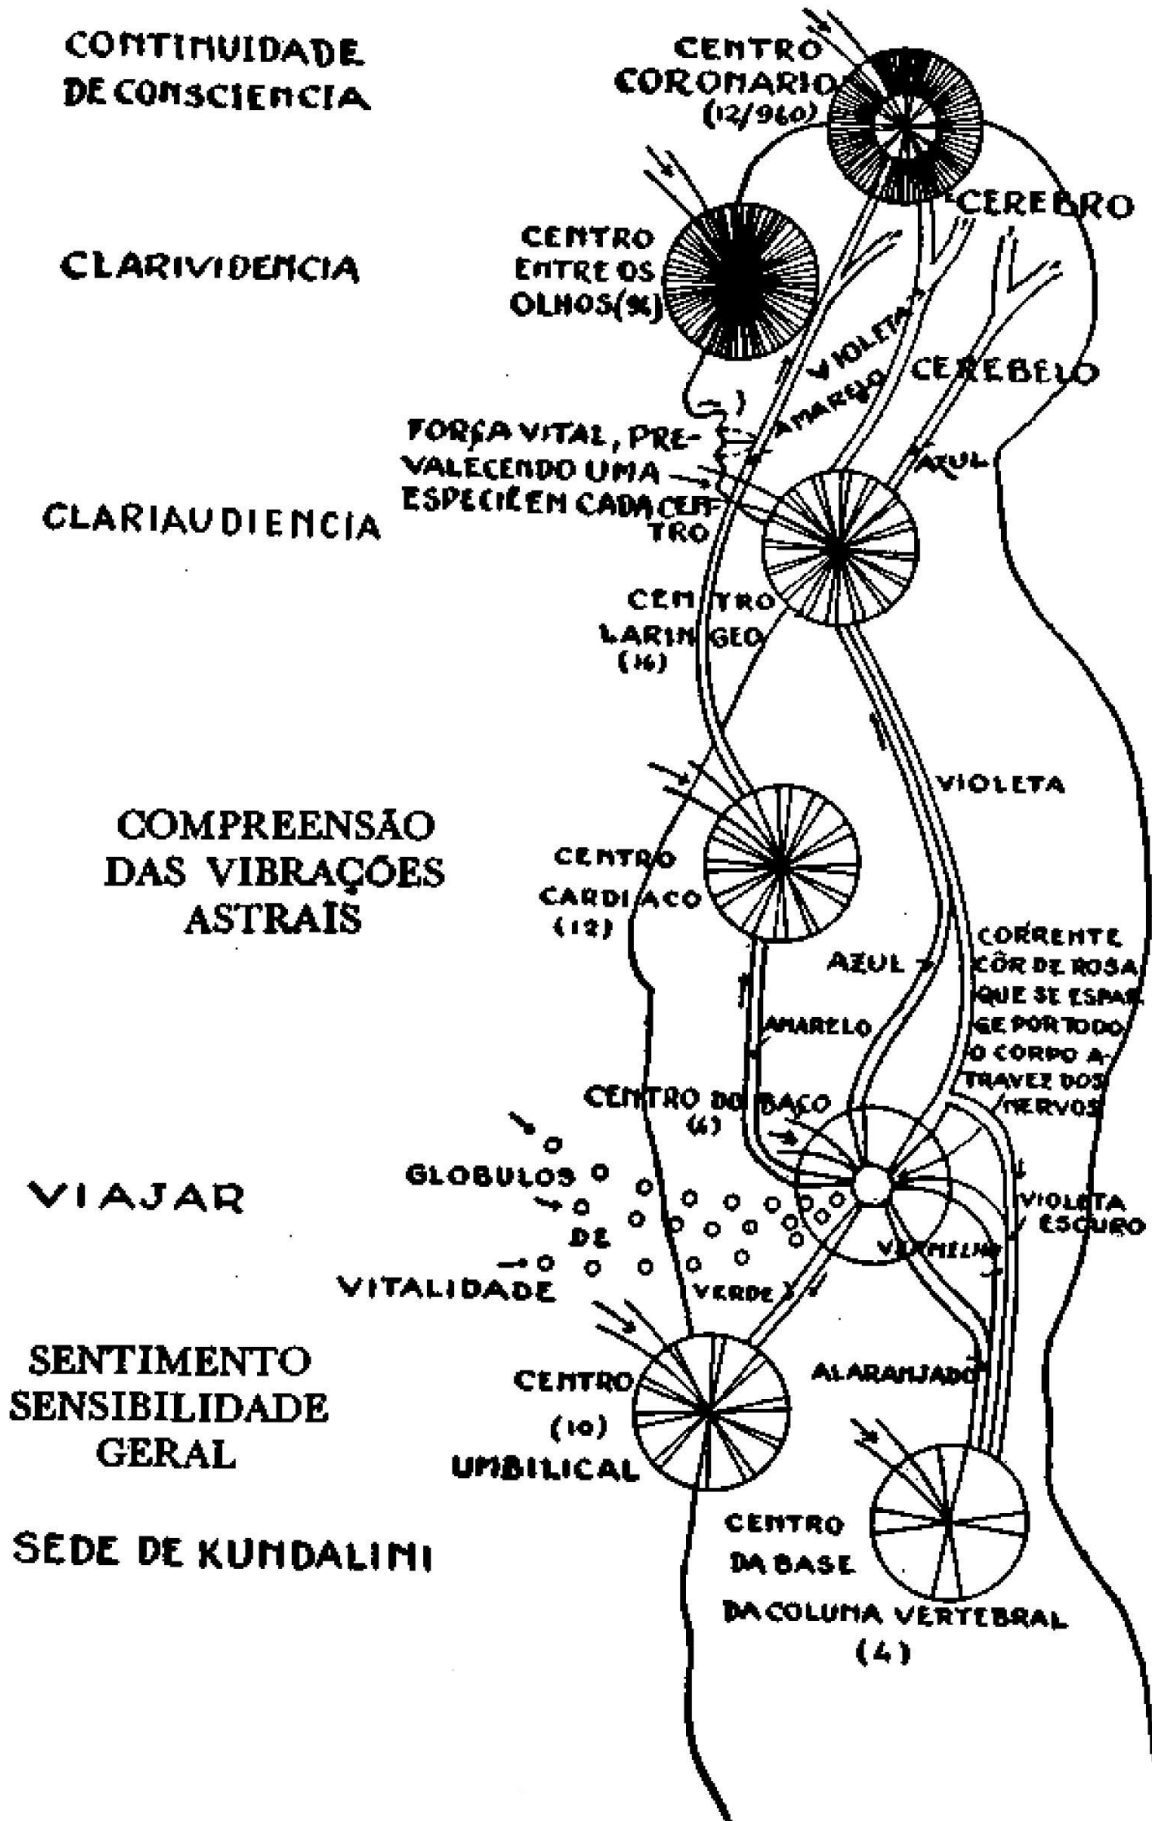 CONTINUIDADE
DE CONSCIENCIA
CENTRO
CORONARIO
(12/960)
CEREBRO
CLARIVIDENCIA
CENTRO
ENTRE OS
OLHOS (96)
VIOLETA
AMARELO
CEREBELO
AZUL
FORÇA VITAL, PRE-
VALECENDO UMA
ESPECIE EM CADA CEN-
TRO
CLARIAUDIENCIA
CENTRO
LARINGEO
(16)
VIOLETA
COMPREENSÃO
DAS VIBRAÇÕES
ASTRAIS
CENTRO
CARDIACO
(12)
AZUL
AMARELO
CORRENTE
CÔR DE ROSA
QUE SE ESPAR
GE POR TODO
O CORPO A-
TRAVEZ DOS
NERVOS
CENTRO DO BAÇO
(6)
VIAJAR
GLOBULOS
DE
VITALIDADE
VIOLETA
ESCURO
VERMELHO
VERDE
SENTIMENTO
SENSIBILIDADE
GERAL
CENTRO
(10)
UMBILICAL
ALARANJADO
SEDE DE KUNDALINI
CENTRO
DA BASE
DA COLUNA VERTEBRAL
(4)